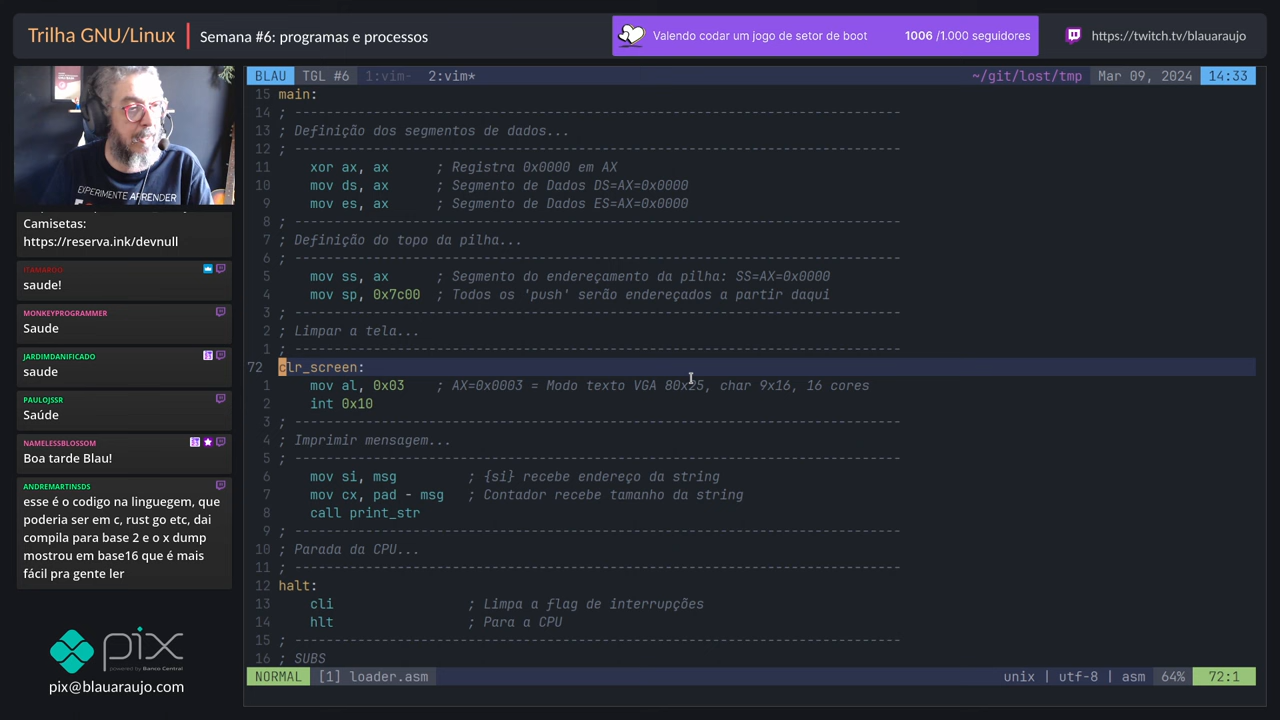 Trilha GNU/Linux
Semana #6: programas e processos
Valendo codar um jogo de setor de boot 1006 /1.000 seguidores
https://twitch.tv/blauaraujo
EXPERIMENTE APRENDER
Camisetas:
https://reserva.ink/devnull
ITAMAROO
saude!
MONKEYPROGRAMMER
Saude
JARDIMDANIFICADO
saude
PAULOJSSR
Saúde
NAMELESSBLOSSOM
Boa tarde Blau!
ANDREMARTINSDS
esse é o codigo na linguegem, que
poderia ser em c, rust go etc, dai
compila para base 2 e o x dump
mostrou em base16 que é mais
fácil pra gente ler
pix
powered by Banco Central
pix@blauaraujo.com
BLAU TGL #6 1:vim- 2:vim* ~/git/lost/tmp Mar 09, 2024 14:33
15 main:
14 ; -----------------------------------------------------------------------------
13 ; Definição dos segmentos de dados...
12 ; -----------------------------------------------------------------------------
11 xor ax, ax ; Registra 0x0000 em AX
10 mov ds, ax ; Segmento de Dados DS=AX=0x0000
9 mov es, ax ; Segmento de Dados ES=AX=0x0000
8 ; -----------------------------------------------------------------------------
7 ; Definição do topo da pilha...
6 ; -----------------------------------------------------------------------------
5 mov ss, ax ; Segmento do endereçamento da pilha: SS=AX=0x0000
4 mov sp, 0x7c00 ; Todos os 'push' serão endereçados a partir daqui
3 ; -----------------------------------------------------------------------------
2 ; Limpar a tela...
1 ; -----------------------------------------------------------------------------
72 clr_screen:
1 mov al, 0x03 ; AX=0x0003 = Modo texto VGA 80x25, char 9x16, 16 cores
2 int 0x10
3 ; -----------------------------------------------------------------------------
4 ; Imprimir mensagem...
5 ; -----------------------------------------------------------------------------
6 mov si, msg ; {si} recebe endereço da string
7 mov cx, pad - msg ; Contador recebe tamanho da string
8 call print_str
9 ; -----------------------------------------------------------------------------
10 ; Parada da CPU...
11 ; -----------------------------------------------------------------------------
12 halt:
13 cli ; Limpa a flag de interrupções
14 hlt ; Para a CPU
15 ; -----------------------------------------------------------------------------
16 ; SUBS
NORMAL [1] loader.asm unix | utf-8 | asm 64% 72:1